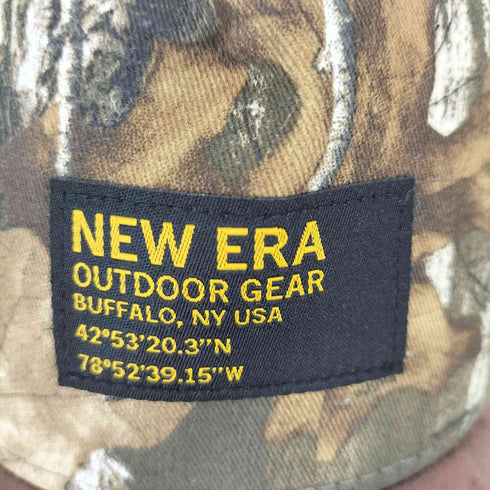 NEW ERA
OUTDOOR GEAR
BUFFALO, NY USA
42°53'20.3"N
78°52'39.15"W